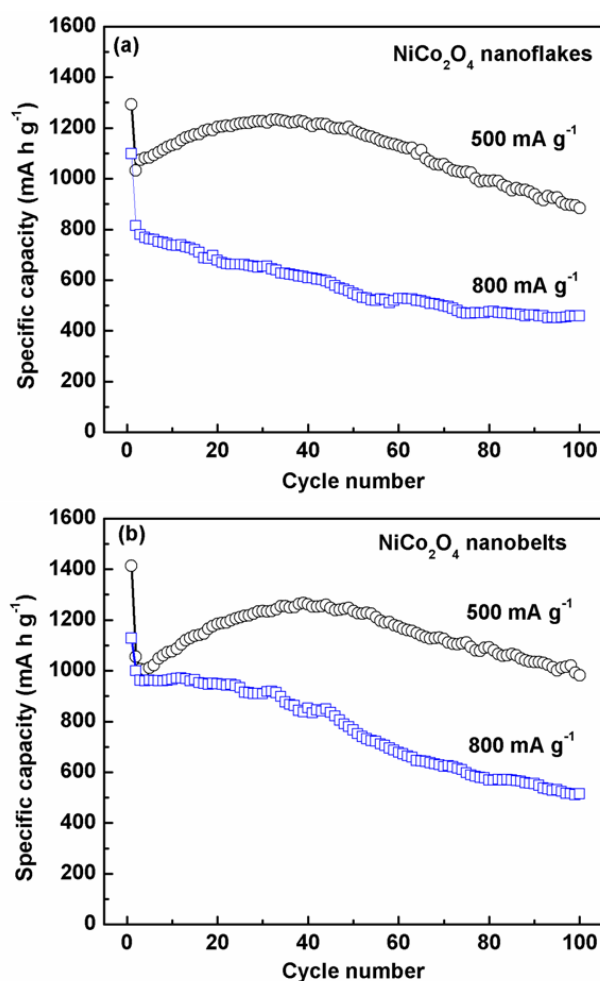 (a)
NiCo₂O₄ nanoflakes
1600
1400
1200
1000
800
600
400
200
0
500 mA g⁻¹
800 mA g⁻¹
Specific capacity (mA h g⁻¹)
0 20 40 60 80 100
Cycle number
(b)
NiCo₂O₄ nanobelts
1600
1400
1200
1000
800
600
400
200
0
500 mA g⁻¹
800 mA g⁻¹
Specific capacity (mA h g⁻¹)
0 20 40 60 80 100
Cycle number